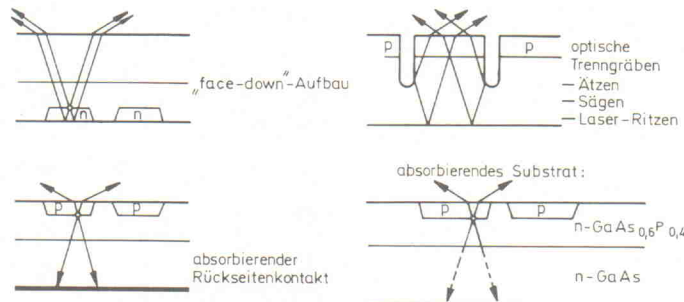 „face-down"-Aufbau
n
n
p
p
optische
Trenngräben
— Ätzen
— Sägen
— Laser-Ritzen
p
p
absorbierender
Rückseitenkontakt
absorbierendes Substrat:
p
p
n-GaAs0,6P0,4
n-GaAs